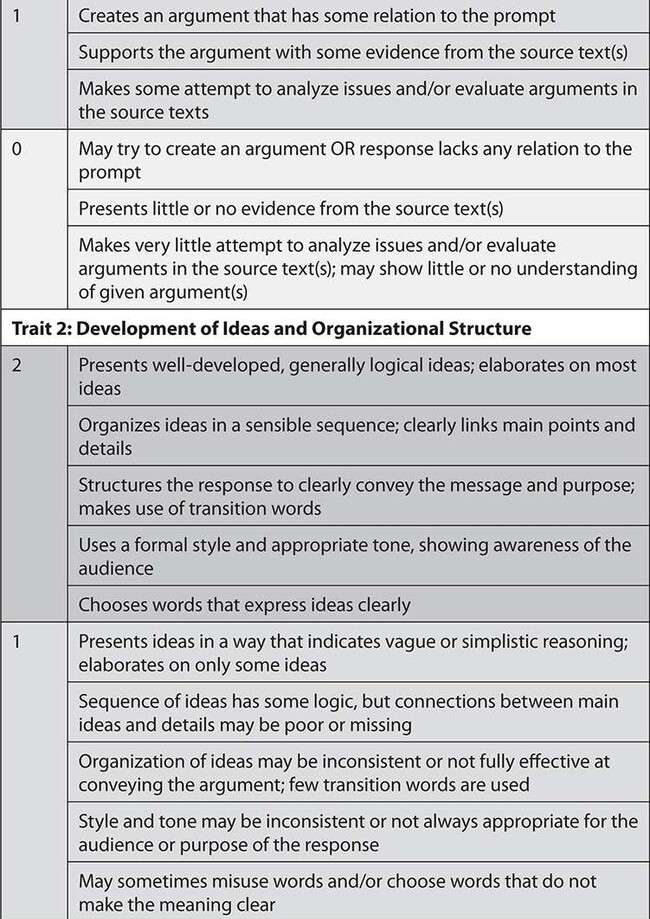 1
Creates an argument that has some relation to the prompt
Supports the argument with some evidence from the source text(s)
Makes some attempt to analyze issues and/or evaluate arguments in
the source texts
0
May try to create an argument OR response lacks any relation to the
prompt
Presents little or no evidence from the source text(s)
Makes very little attempt to analyze issues and/or evaluate
arguments in the source text(s); may show little or no understanding
of given argument(s)
Trait 2: Development of Ideas and Organizational Structure
2
Presents well-developed, generally logical ideas; elaborates on most
ideas
Organizes ideas in a sensible sequence; clearly links main points and
details
Structures the response to clearly convey the message and purpose;
makes use of transition words
Uses a formal style and appropriate tone, showing awareness of the
audience
Chooses words that express ideas clearly
1
Presents ideas in a way that indicates vague or simplistic reasoning;
elaborates on only some ideas
Sequence of ideas has some logic, but connections between main
ideas and details may be poor or missing
Organization of ideas may be inconsistent or not fully effective at
conveying the argument; few transition words are used
Style and tone may be inconsistent or not always appropriate for the
audience or purpose of the response
May sometimes misuse words and/or choose words that do not
make the meaning clear